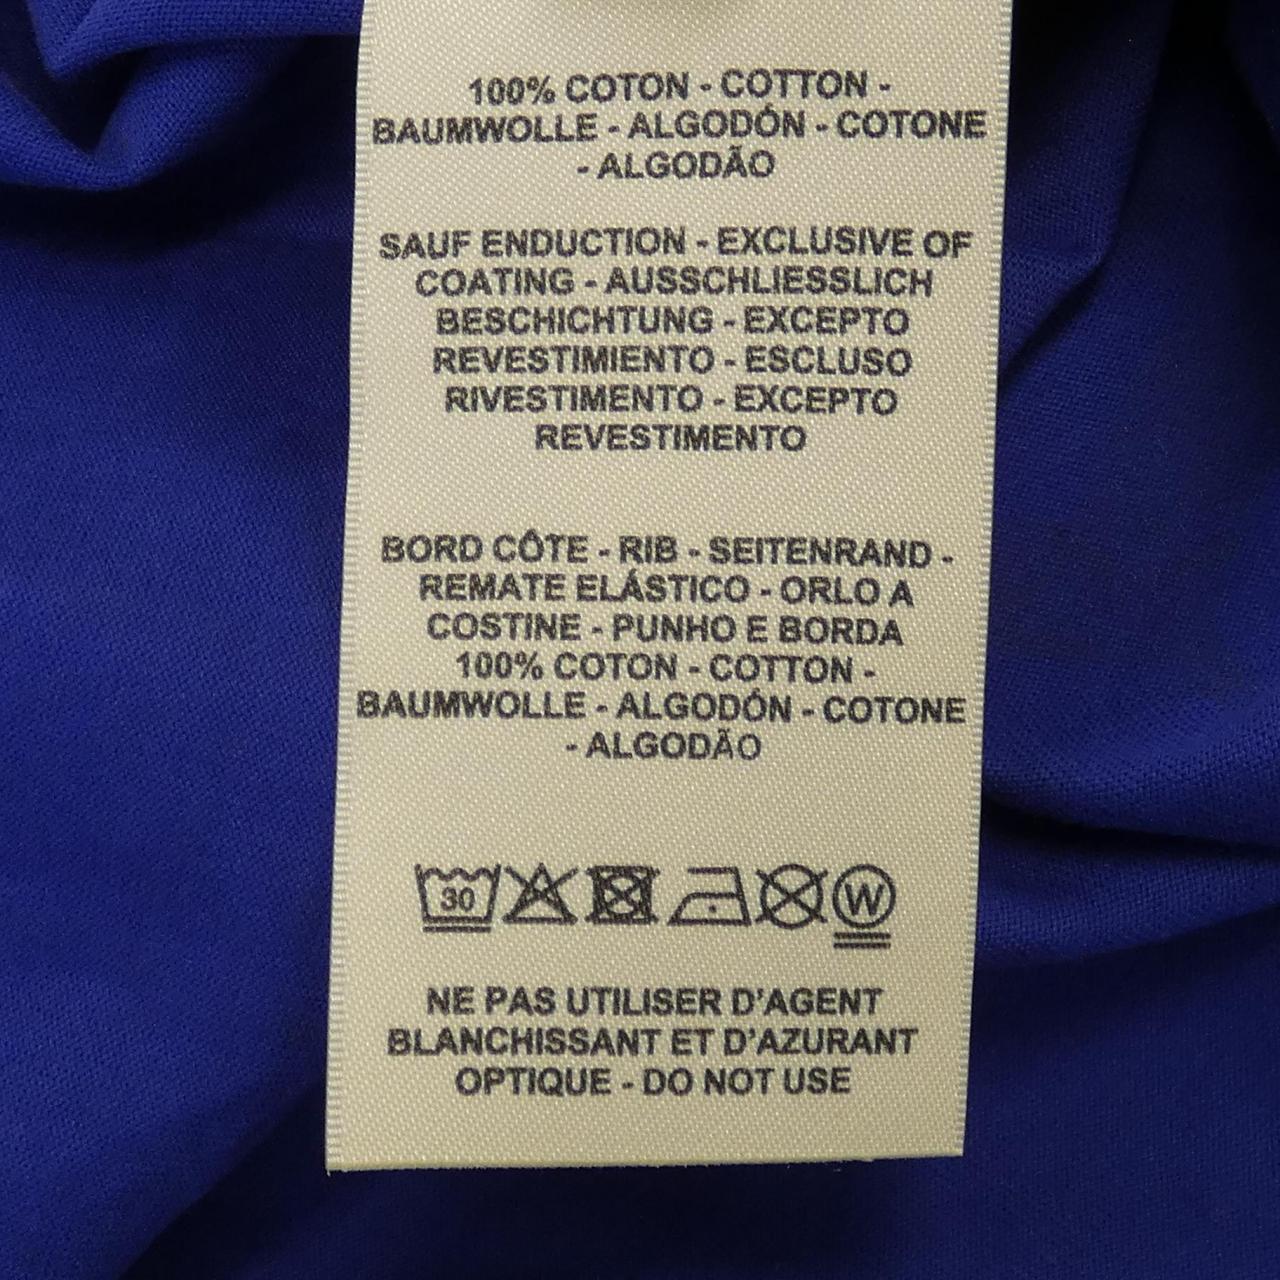 100% COTON - COTTON -
BAUMWOLLE - ALGODÓN - COTONE
- ALGODÃO
SAUF ENDUCTION - EXCLUSIVE OF
COATING - AUSSCHLIESSLICH
BESCHICHTUNG - EXCEPTO
REVESTIMIENTO - ESCLUSO
RIVESTIMENTO - EXCEPTO
REVESTIMENTO
BORD CÔTE - RIB - SEITENRAND -
REMATE ELÁSTICO - ORLO A
COSTINE - PUNHO E BORDA
100% COTON - COTTON -
BAUMWOLLE - ALGODÓN - COTONE
- ALGODÃO
30 W
NE PAS UTILISER D'AGENT
BLANCHISSANT ET D'AZURANT
OPTIQUE - DO NOT USE